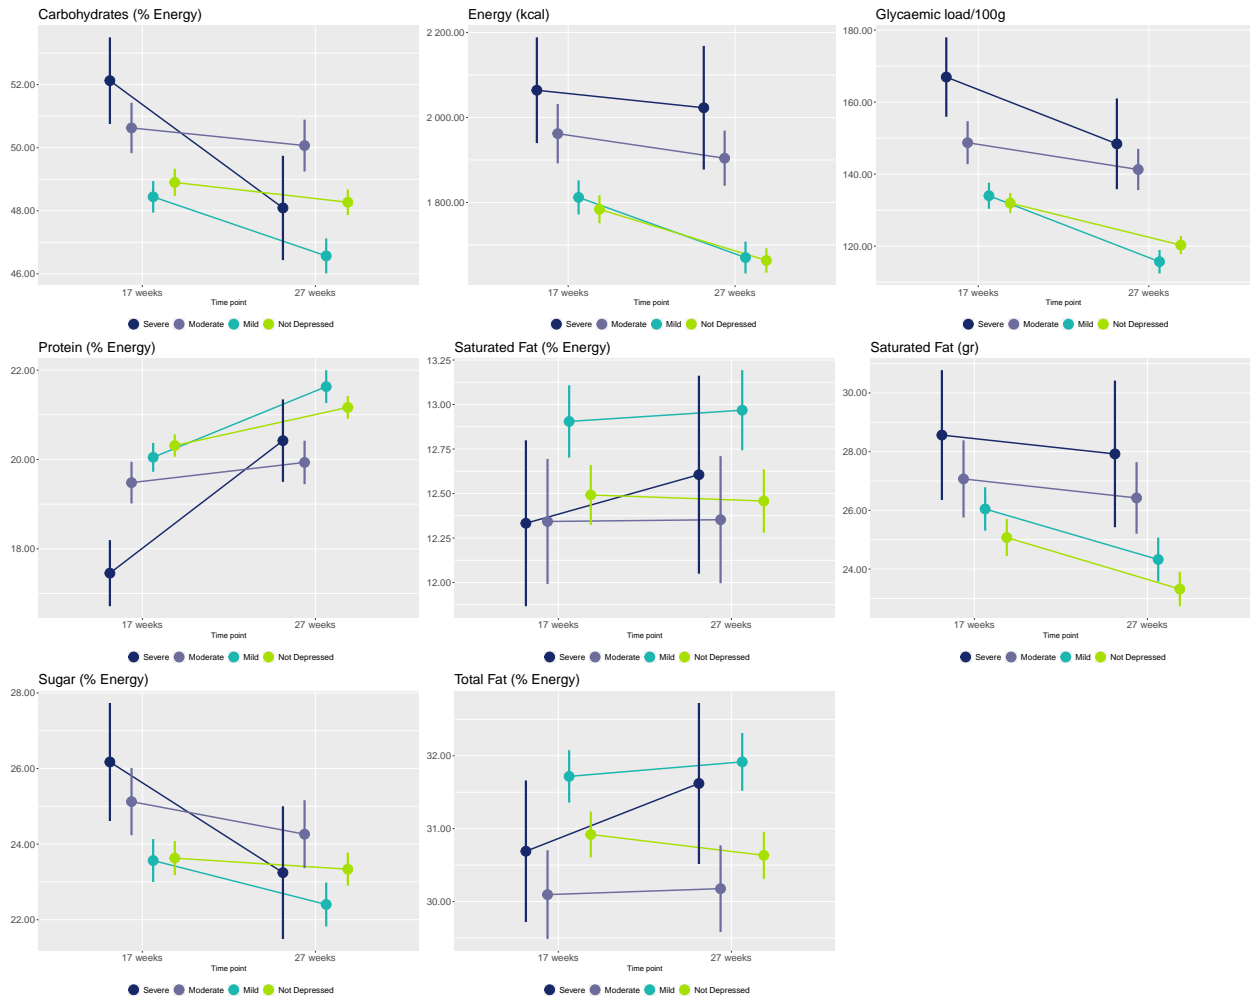 Carbohydrates (% Energy)
52.00
50.00
48.00
46.00
17 weeks 27 weeks
Time point
Severe Moderate Mild Not Depressed
Energy (kcal)
2 200.00
2 000.00
1 800.00
17 weeks 27 weeks
Time point
Severe Moderate Mild Not Depressed
Glycaemic load/100g
180.00
160.00
140.00
120.00
17 weeks 27 weeks
Time point
Severe Moderate Mild Not Depressed
Protein (% Energy)
22.00
20.00
18.00
17 weeks 27 weeks
Time point
Severe Moderate Mild Not Depressed
Saturated Fat (% Energy)
13.25
13.00
12.75
12.50
12.25
12.00
17 weeks 27 weeks
Time point
Severe Moderate Mild Not Depressed
Saturated Fat (gr)
30.00
28.00
26.00
24.00
17 weeks 27 weeks
Time point
Severe Moderate Mild Not Depressed
Sugar (% Energy)
28.00
26.00
24.00
22.00
17 weeks 27 weeks
Time point
Severe Moderate Mild Not Depressed
Total Fat (% Energy)
32.00
31.00
30.00
17 weeks 27 weeks
Time point
Severe Moderate Mild Not Depressed